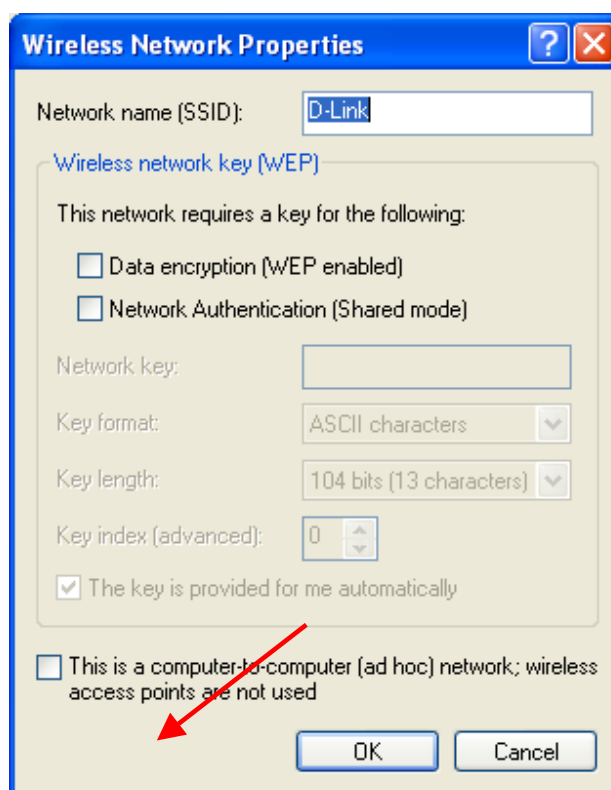 Wireless Network Properties
Network name (SSID):
D-Link
Wireless network key (WEP)
This network requires a key for the following:
Data encryption (WEP enabled)
Network Authentication (Shared mode)
Network key:
Key format:
ASCII characters
Key length:
104 bits (13 characters)
Key index (advanced):
0
The key is provided for me automatically
This is a computer-to-computer (ad hoc) network; wireless
access points are not used
OK
Cancel